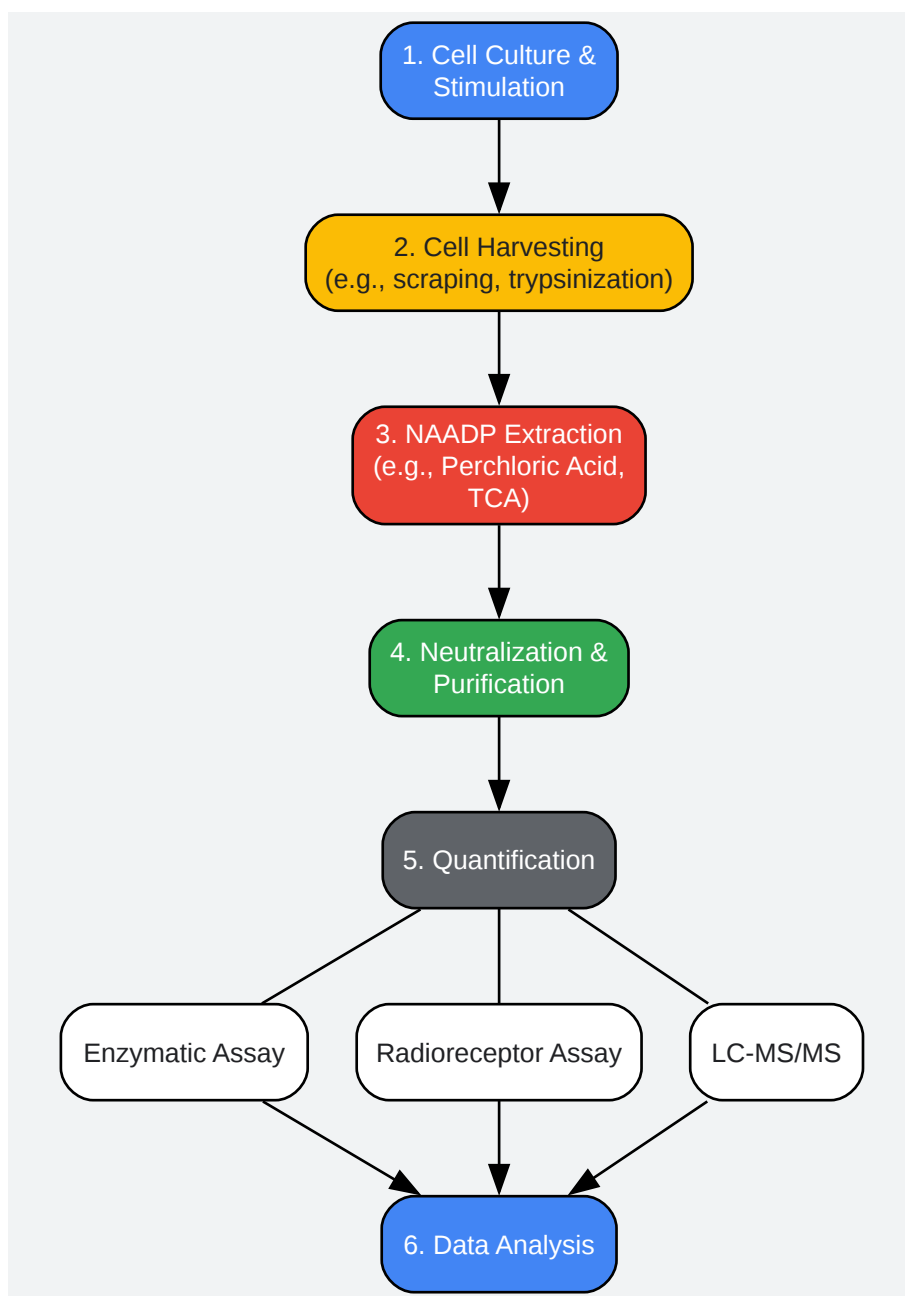 1. Cell Culture &
Stimulation
2. Cell Harvesting
(e.g., scraping, trypsinization)
3. NAADP Extraction
(e.g., Perchloric Acid,
TCA)
4. Neutralization &
Purification
5. Quantification
Enzymatic Assay
Radioreceptor Assay
LC-MS/MS
6. Data Analysis